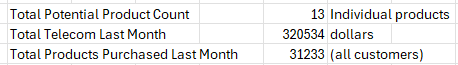 Total Potential Product Count 13 Individual products
Total Telecom Last Month 320534 dollars
Total Products Purchased Last Month 31233 (all customers)